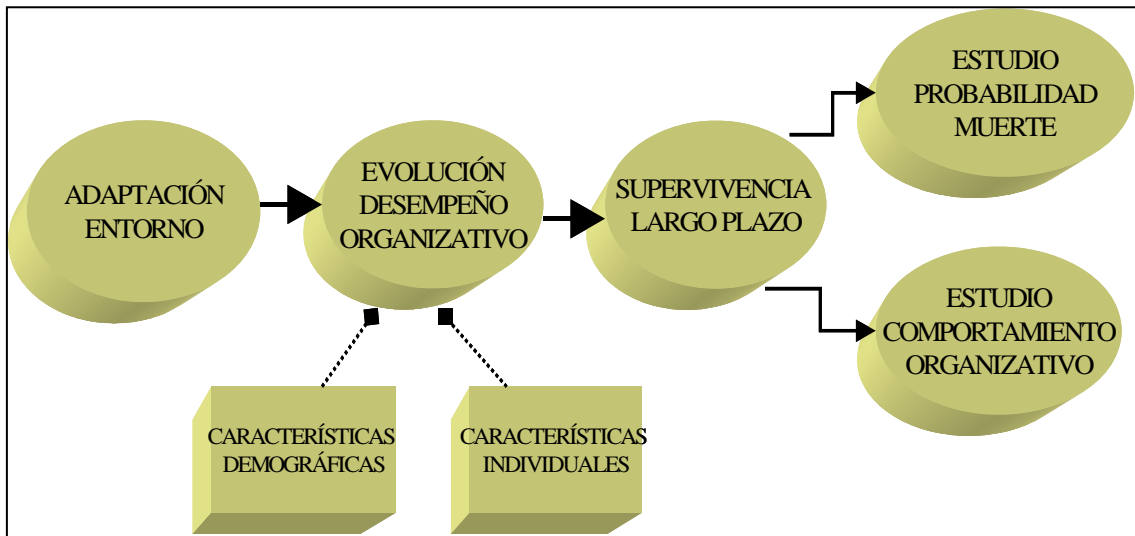 ADAPTACIÓN
ENTORNO
EVOLUCIÓN
DESEMPEÑO
ORGANIZATIVO
SUPERVIVENCIA
LARGO PLAZO
ESTUDIO
PROBABILIDAD
MUERTE
ESTUDIO
COMPORTAMIENTO
ORGANIZATIVO
CARACTERÍSTICAS
DEMOGRÁFICAS
CARACTERÍSTICAS
INDIVIDUALES